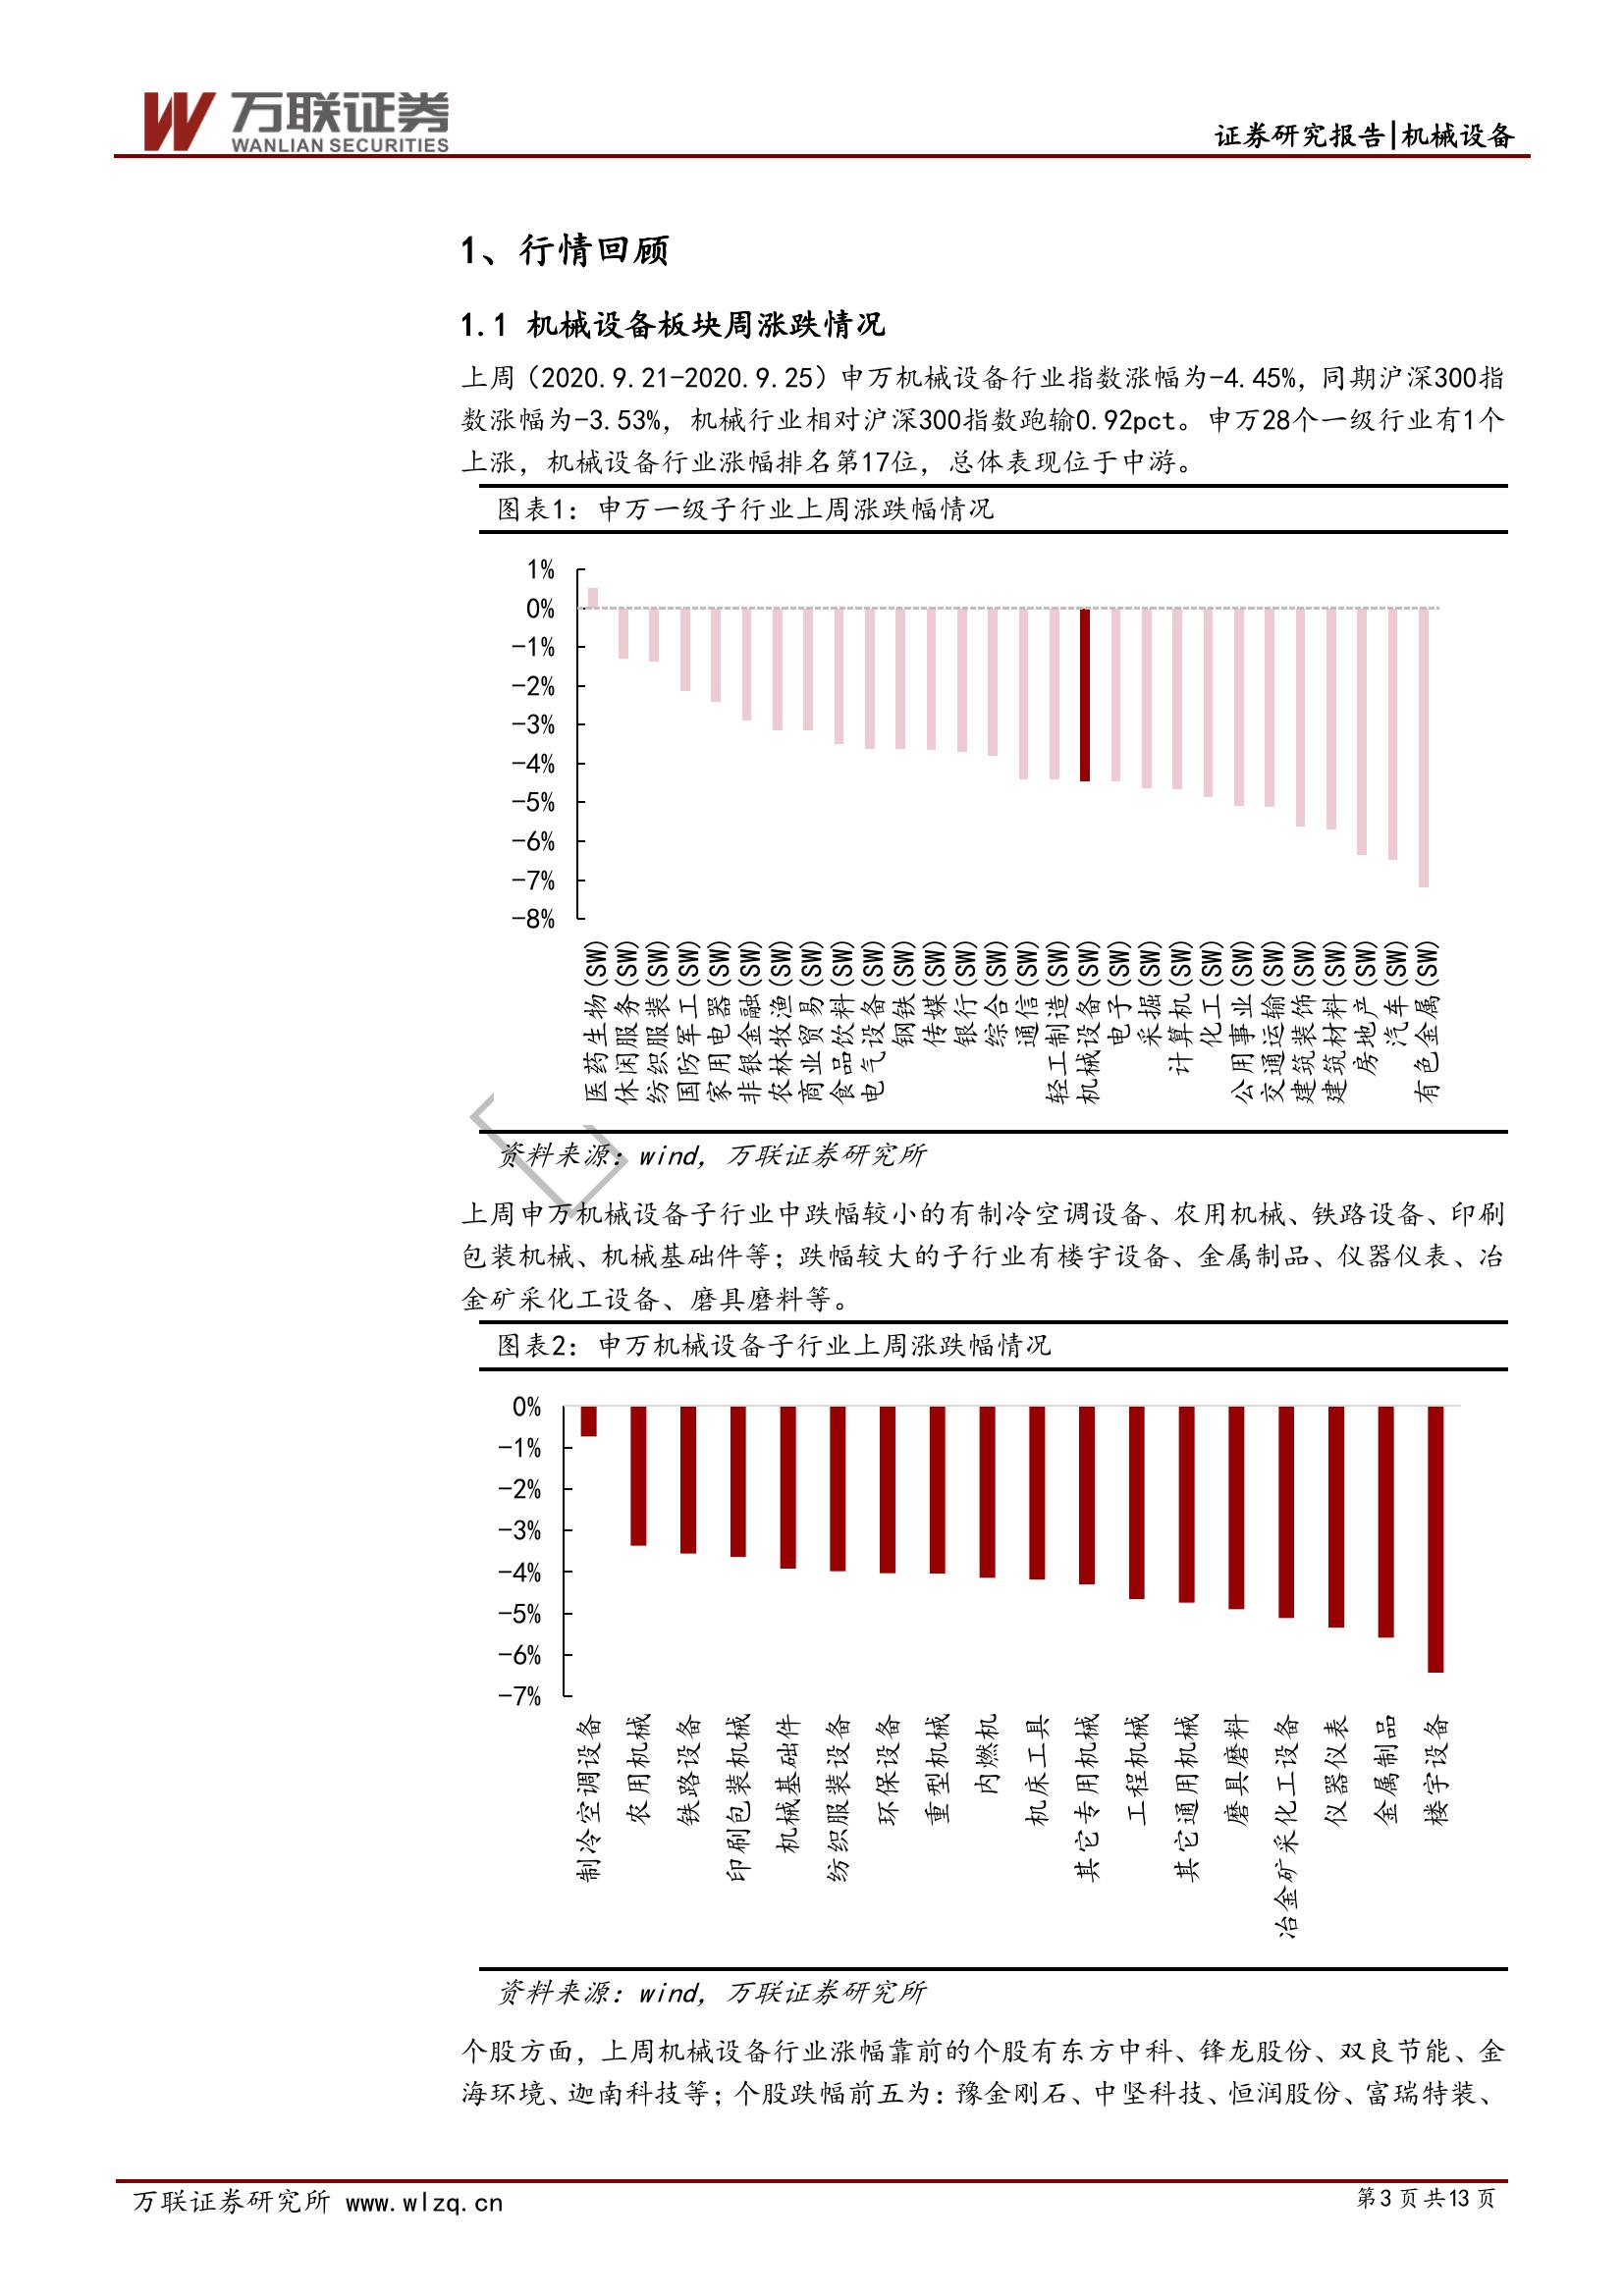 万联证券
WANLIAN SECURITIES
证券研究报告|机械设备
1、行情回顾
1.1 机械设备板块周涨跌情况
上周（2020.9.21-2020.9.25）申万机械设备行业指数涨幅为-4.45%，同期沪深300指
数涨幅为-3.53%，机械行业相对沪深300指数跑输0.92pct。申万28个一级行业有1个
上涨，机械设备行业涨幅排名第17位，总体表现位于中游。
图表1：申万一级子行业上周涨跌幅情况
1%
0%
-1%
-2%
-3%
-4%
-5%
-6%
-7%
-8%
医药生物(SW)
休闲服务(SW)
纺织服装(SW)
国防军工(SW)
家用电器(SW)
非银金融(SW)
农林牧渔(SW)
商业贸易(SW)
食品饮料(SW)
电气设备(SW)
钢铁(SW)
传媒(SW)
银行(SW)
综合(SW)
通信(SW)
轻工制造(SW)
机械设备(SW)
电子(SW)
采掘(SW)
计算机(SW)
化工(SW)
公用事业(SW)
交通运输(SW)
建筑装饰(SW)
建筑材料(SW)
房地产(SW)
汽车(SW)
有色金属(SW)
资料来源：wind，万联证券研究所
上周申万机械设备子行业中跌幅较小的有制冷空调设备、农用机械、铁路设备、印刷
包装机械、机械基础件等；跌幅较大的子行业有楼宇设备、金属制品、仪器仪表、冶
金矿采化工设备、磨具磨料等。
图表2：申万机械设备子行业上周涨跌幅情况
0%
-1%
-2%
-3%
-4%
-5%
-6%
-7%
制冷空调设备
农用机械
铁路设备
印刷包装机械
机械基础件
纺织服装设备
环保设备
重型机械
内燃机
机床工具
其它专用机械
工程机械
其它通用机械
磨具磨料
冶金矿采化工设备
仪器仪表
金属制品
楼宇设备
资料来源：wind，万联证券研究所
个股方面，上周机械设备行业涨幅靠前的个股有东方中科、锋龙股份、双良节能、金
海环境、迦南科技等；个股跌幅前五为：豫金刚石、中坚科技、恒润股份、富瑞特装、
万联证券研究所 www.wlzq.cn
第3页共13页